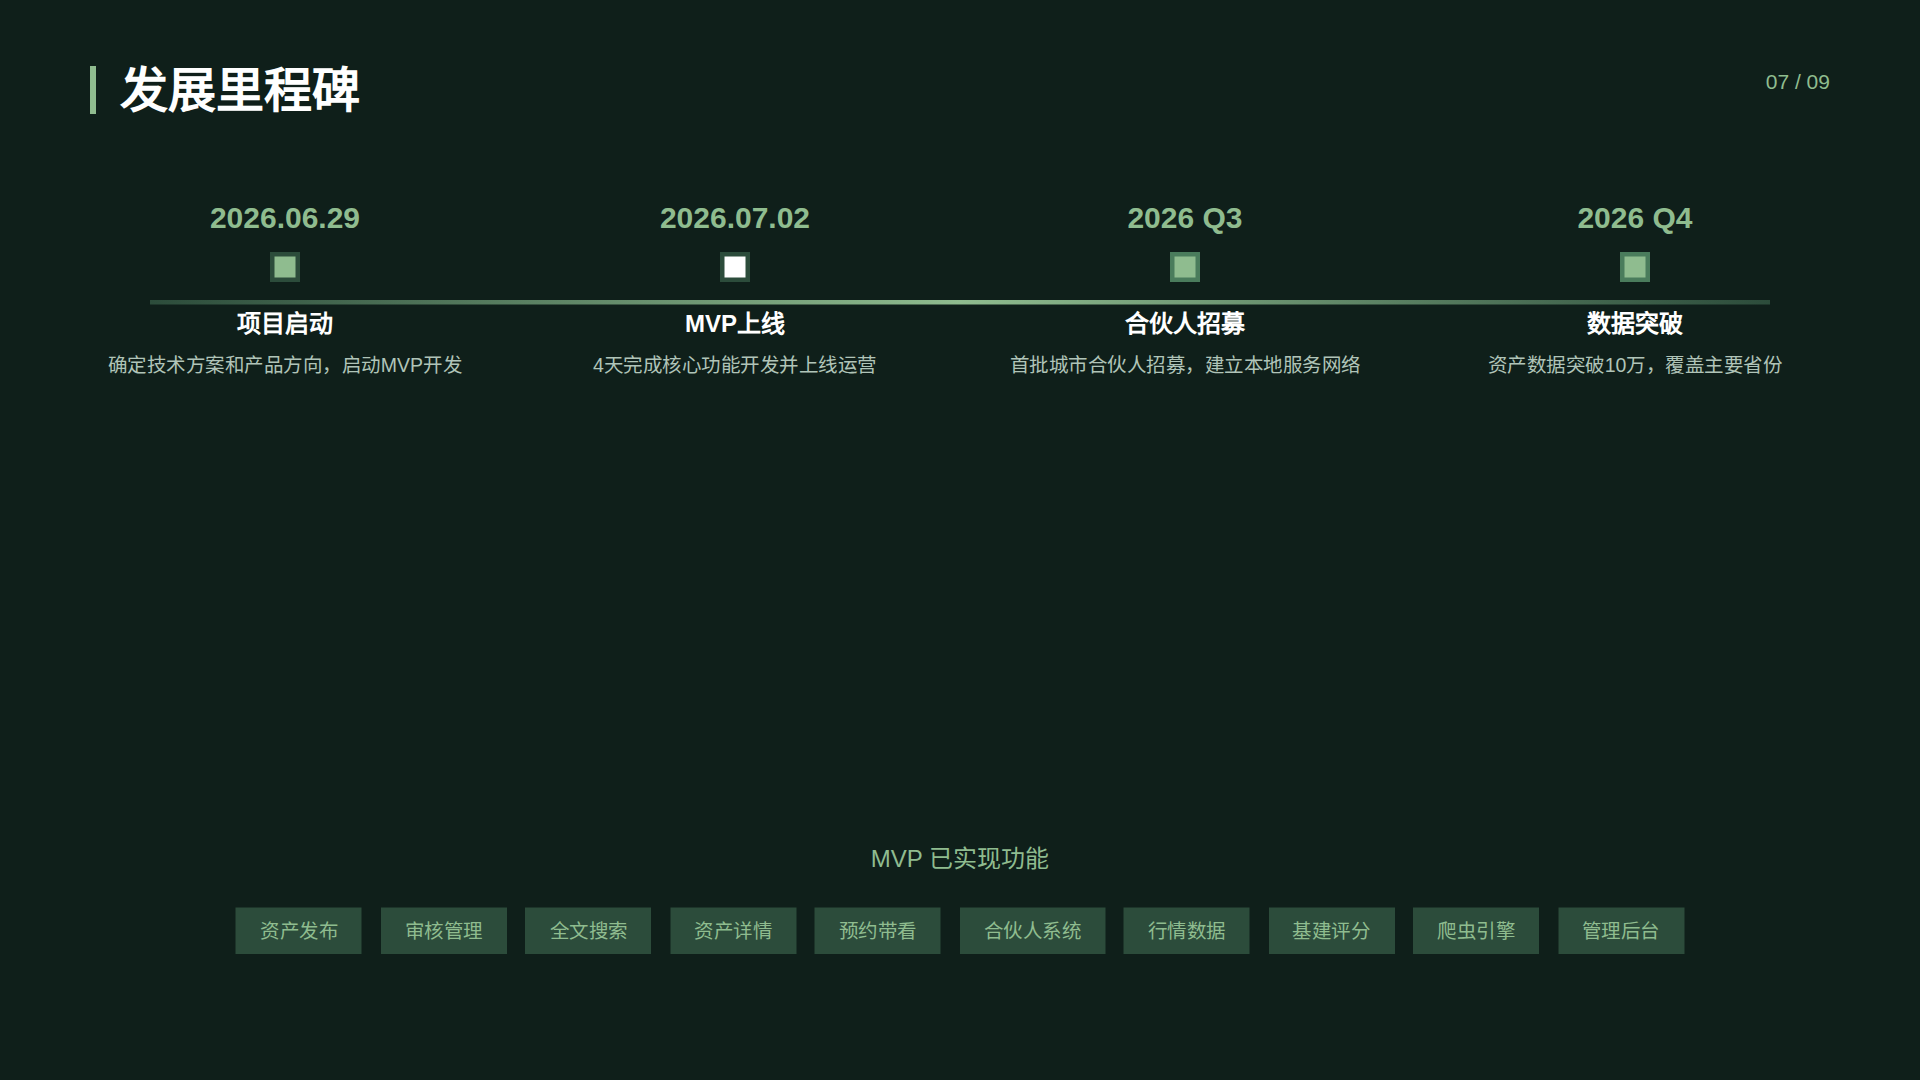 发展里程碑
07 / 09
2026.06.29
2026.07.02
2026 Q3
2026 Q4
项目启动
MVP上线
合伙人招募
数据突破
确定技术方案和产品方向，启动MVP开发
4天完成核心功能开发并上线运营
首批城市合伙人招募，建立本地服务网络
资产数据突破10万，覆盖主要省份
MVP 已实现功能
资产发布
审核管理
全文搜索
资产详情
预约带看
合伙人系统
行情数据
基建评分
爬虫引擎
管理后台